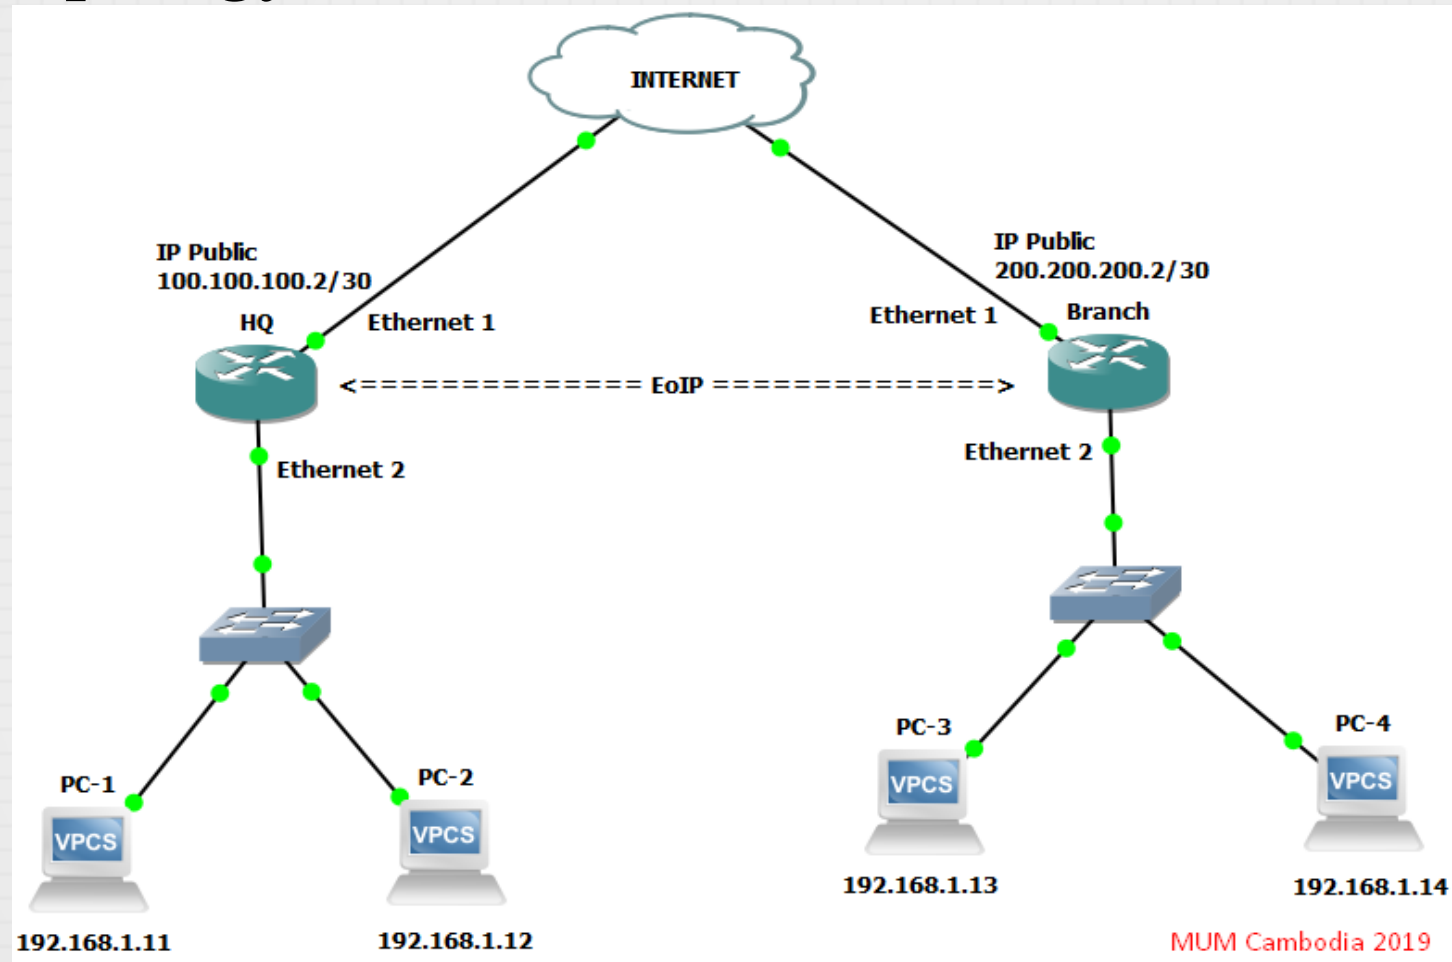 INTERNET
IP Public
100.100.100.2/30
HQ
Ethernet 1
IP Public
200.200.200.2/30
Ethernet 1
Branch
<============== EoIP ==============>
Ethernet 2
Ethernet 2
PC-1
PC-2
PC-3
PC-4
VPCS
VPCS
VPCS
VPCS
192.168.1.11
192.168.1.12
192.168.1.13
192.168.1.14
MUM Cambodia 2019